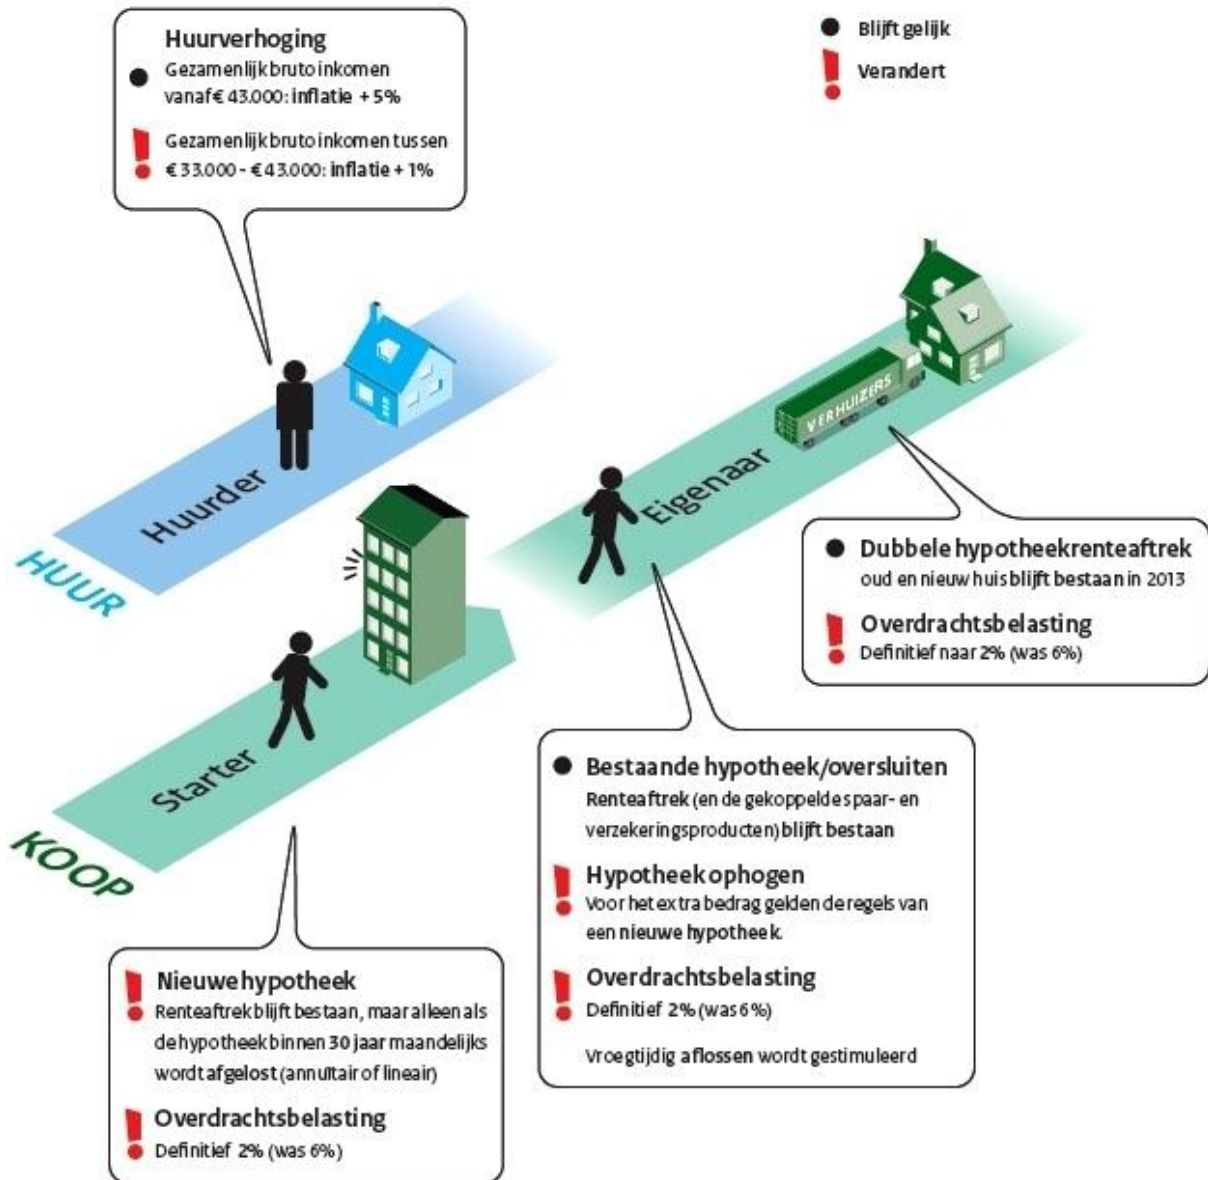 Huurverhoging
Gezamenlijk bruto inkomen
vanaf € 43.000: inflatie + 5%
Gezamenlijk bruto inkomen tussen
€ 33.000 - € 43.000: inflatie + 1%
Blijft gelijk
Verandert
Huurder
HUUR
VERHUIZERS
Eigenaar
Dubbele hypotheekrenteaftrek
oud en nieuw huis blijft bestaan in 2013
Overdrachtsbelasting
Definitief naar 2% (was 6%)
Starter
KOOP
Bestaande hypotheek/oversluiten
Renteaftrek (en de gekoppelde spaar- en
verzekeringsproducten) blijft bestaan
Hypotheek ophogen
Voor het extra bedrag gelden de regels van
een nieuwe hypotheek.
Overdrachtsbelasting
Definitief 2% (was 6%)
Vroegtijdig aflossen wordt gestimuleerd
Nieuwe hypotheek
Renteaftrek blijft bestaan, maar alleen als
de hypotheek binnen 30 jaar maandelijks
wordt afgelost (annuïtair of lineair)
Overdrachtsbelasting
Definitief 2% (was 6%)